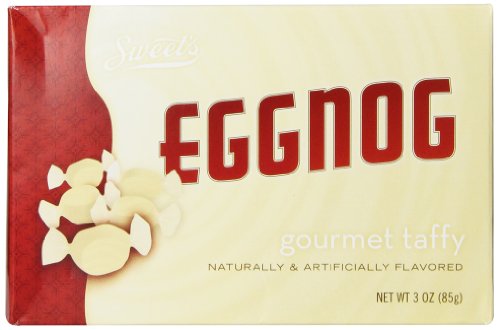 Sweet's
EGGNOG
gourmet taffy
NATURALLY & ARTIFICIALLY FLAVORED
NET WT 3 OZ (85g)